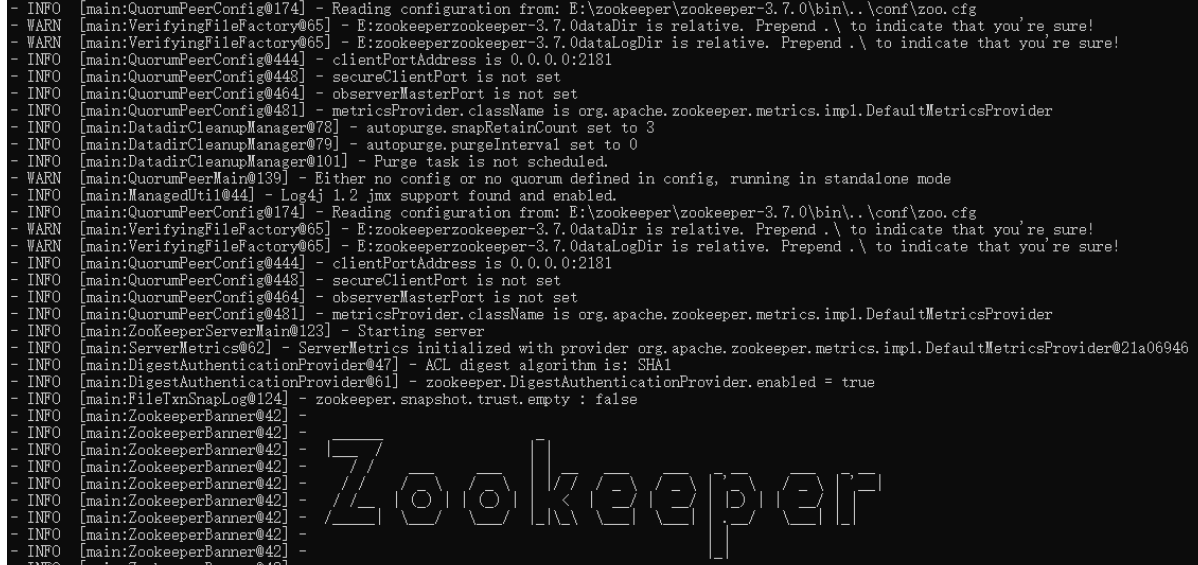 - INFO [main:QuorumPeerConfig@174] - Reading configuration from: E:\zookeeper\zookeeper-3.7.0\bin\..\conf\zoo.cfg
- WARN [main:VerifyingFileFactory@65] - E:zookeeperzookeeper-3.7.0dataDir is relative. Prepend .\ to indicate that you're sure!
- WARN [main:VerifyingFileFactory@65] - E:zookeeperzookeeper-3.7.0dataLogDir is relative. Prepend .\ to indicate that you're sure!
- INFO [main:QuorumPeerConfig@444] - clientPortAddress is 0.0.0.0:2181
- INFO [main:QuorumPeerConfig@448] - secureClientPort is not set
- INFO [main:QuorumPeerConfig@464] - observerMasterPort is not set
- INFO [main:QuorumPeerConfig@481] - metricsProvider.className is org.apache.zookeeper.metrics.impl.DefaultMetricsProvider
- INFO [main:DatadirCleanupManager@78] - autopurge.snapRetainCount set to 3
- INFO [main:DatadirCleanupManager@79] - autopurge.purgeInterval set to 0
- INFO [main:DatadirCleanupManager@101] - Purge task is not scheduled.
- WARN [main:QuorumPeerMain@139] - Either no config or no quorum defined in config, running in standalone mode
- INFO [main:ManagedUtil@44] - Log4j 1.2 jmx support found and enabled.
- INFO [main:QuorumPeerConfig@174] - Reading configuration from: E:\zookeeper\zookeeper-3.7.0\bin\..\conf\zoo.cfg
- WARN [main:VerifyingFileFactory@65] - E:zookeeperzookeeper-3.7.0dataDir is relative. Prepend .\ to indicate that you're sure!
- WARN [main:VerifyingFileFactory@65] - E:zookeeperzookeeper-3.7.0dataLogDir is relative. Prepend .\ to indicate that you're sure!
- INFO [main:QuorumPeerConfig@444] - clientPortAddress is 0.0.0.0:2181
- INFO [main:QuorumPeerConfig@448] - secureClientPort is not set
- INFO [main:QuorumPeerConfig@464] - observerMasterPort is not set
- INFO [main:QuorumPeerConfig@481] - metricsProvider.className is org.apache.zookeeper.metrics.impl.DefaultMetricsProvider
- INFO [main:ZooKeeperServerMain@123] - Starting server
- INFO [main:ServerMetrics@62] - ServerMetrics initialized with provider org.apache.zookeeper.metrics.impl.DefaultMetricsProvider@21a06946
- INFO [main:DigestAuthenticationProvider@47] - ACL digest algorithm is: SHA1
- INFO [main:DigestAuthenticationProvider@61] - zookeeper.DigestAuthenticationProvider.enabled = true
- INFO [main:FileTxnSnapLog@124] - zookeeper.snapshot.trust.empty : false
- INFO [main:ZookeeperBanner@42] -
- INFO [main:ZookeeperBanner@42] -
- INFO [main:ZookeeperBanner@42] -
- INFO [main:ZookeeperBanner@42] -
- INFO [main:ZookeeperBanner@42] -
- INFO [main:ZookeeperBanner@42] -
- INFO [main:ZookeeperBanner@42] -
- INFO [main:ZookeeperBanner@42] -
- INFO [main:ZookeeperBanner@42] -
Zookeeper